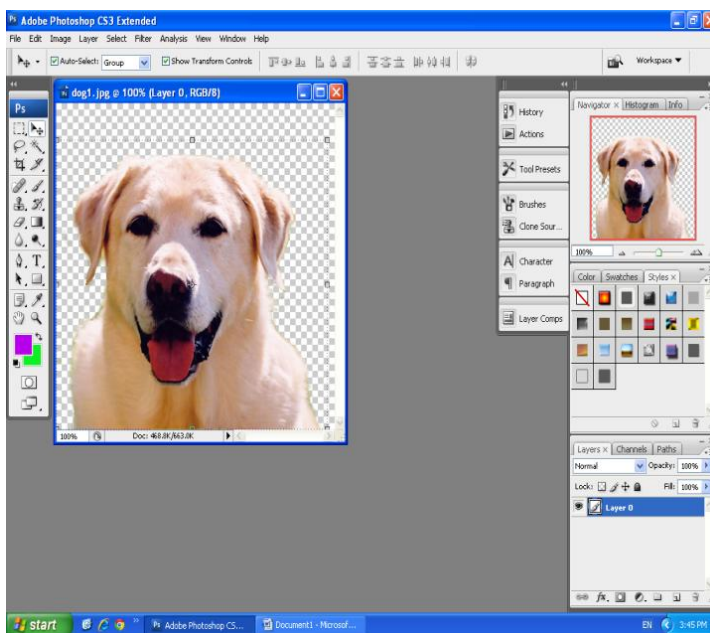 Adobe Photoshop CS3 Extended
File Edit Image Layer Select Filter Analysis View Window Help
Auto-Select: Group Show Transform Controls Workspace
dog1.jpg @ 100% (Layer 0, RGB/8)
Ps
100% Doc: 468.8K/663.0K
History
Actions
Tool Presets
Brushes
Clone Sour...
Character
Paragraph
Layer Comps
Navigator x Histogram Info
100%
Color Swatches Styles x
Layers x Channels Paths
Normal Opacity: 100%
Lock: Fill: 100%
Layer 0
start Adobe Photoshop CS... Document1 - Microsof... EN 3:45 PM